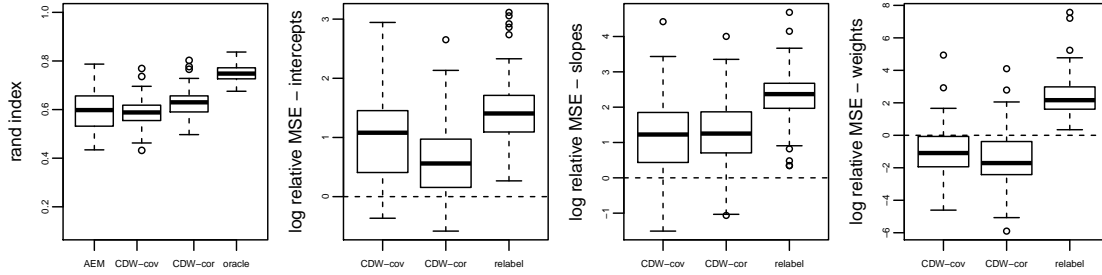 rand index
1.0
0.8
0.6
0.4
0.2
AEM CDW−cov CDW−cor oracle
log relative MSE − intercepts
3
2
1
0
CDW−cov CDW−cor relabel
log relative MSE − slopes
4
3
2
1
0
−1
CDW−cov CDW−cor relabel
log relative MSE − weights
8
6
4
2
0
−2
−4
−6
CDW−cov CDW−cor relabel